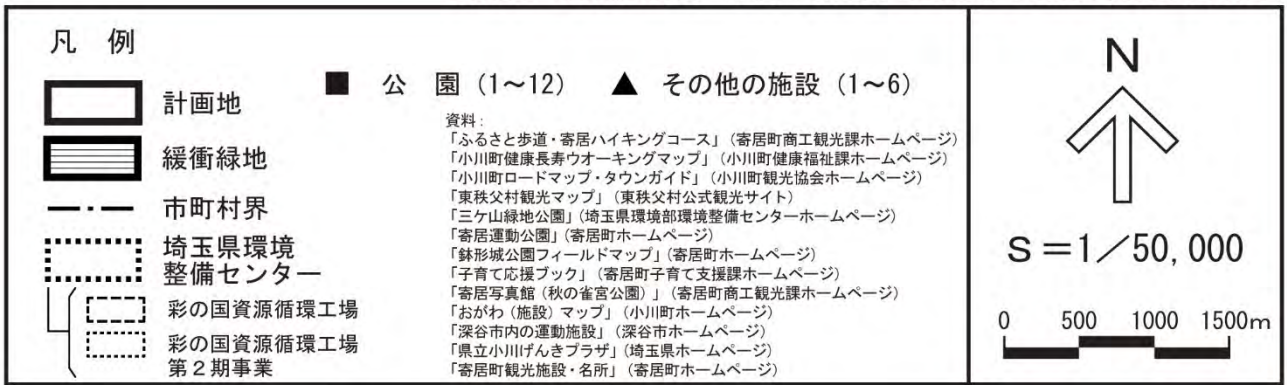 凡 例
計画地
緩衝緑地
市町村界
埼玉県環境
整備センター
彩の国資源循環工場
彩の国資源循環工場
第２期事業
■ 公 園（1～12） ▲ その他の施設（1～6）
資料：
「ふるさと歩道・寄居ハイキングコース」（寄居町商工観光課ホームページ）
「小川町健康長寿ウオーキングマップ」（小川町健康福祉課ホームページ）
「小川町ロードマップ・タウンガイド」（小川町観光協会ホームページ）
「東秩父村観光マップ」（東秩父村公式観光サイト）
「三ケ山緑地公園」（埼玉県環境部環境整備センターホームページ）
「寄居運動公園」（寄居町ホームページ）
「鉢形城公園フィールドマップ」（寄居町ホームページ）
「子育て応援ブック」（寄居町子育て支援課ホームページ）
「寄居写真館（秋の雀宮公園）」（寄居町商工観光課ホームページ）
「おがわ（施設）マップ」（小川町ホームページ）
「深谷市内の運動施設」（深谷市ホームページ）
「県立小川げんきプラザ」（埼玉県ホームページ）
「寄居町観光施設・名所」（寄居町ホームページ）
N
S＝1／50,000
0 500 1000 1500m